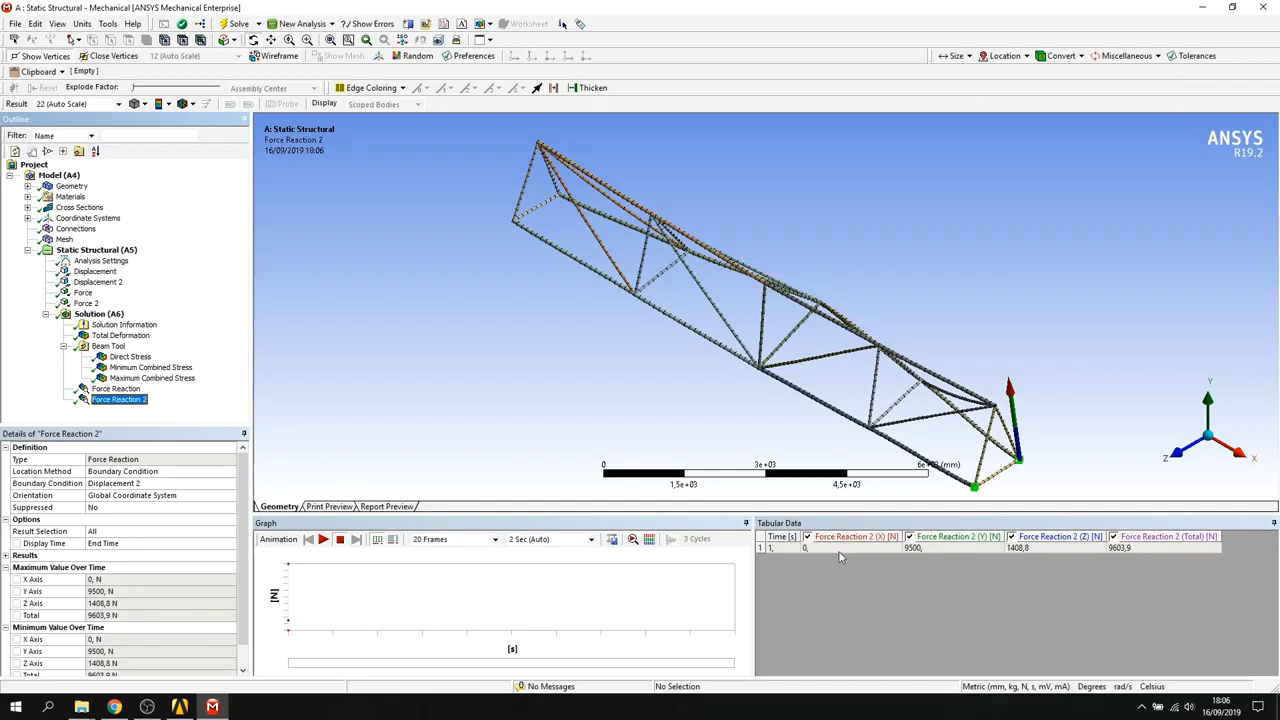 A : Static Structural - Mechanical [ANSYS Mechanical Enterprise]
File Edit View Units Tools Help Solve New Analysis Show Errors Worksheet
Show Vertices Close Vertices 12 (Auto Scale) Wireframe Show Mesh Random Preferences Size Location Convert Miscellaneous Tolerances
Clipboard [ Empty ]
Reset Explode Factor: Assembly Center Edge Coloring Thicken
Result 22 (Auto Scale) Probe Display Scoped Bodies
Outline
Filter: Name
Project
Model (A4)
Geometry
Materials
Cross Sections
Coordinate Systems
Connections
Mesh
Static Structural (A5)
Analysis Settings
Displacement
Displacement 2
Force
Force 2
Solution (A6)
Solution Information
Total Deformation
Beam Tool
Direct Stress
Minimum Combined Stress
Maximum Combined Stress
Force Reaction
Force Reaction 2
Details of "Force Reaction 2"
Definition
Type Force Reaction
Location Method Boundary Condition
Boundary Condition Displacement 2
Orientation Global Coordinate System
Suppressed No
Options
Result Selection All
Display Time End Time
Results
Maximum Value Over Time
X Axis 0, N
Y Axis 9500, N
Z Axis 1408,8 N
Total 9603,9 N
Minimum Value Over Time
X Axis 0, N
Y Axis 9500, N
Z Axis 1408,8 N
Total 9603,9 N
A: Static Structural
Force Reaction 2
16/09/2019 18:06
ANSYS
R19.2
Y
Z
X
0 3e+03 6e+03 (mm)
1,5e+03 4,5e+03
Geometry Print Preview Report Preview
Graph
Animation 20 Frames 2 Sec (Auto) 3 Cycles
[N]
[s]
Tabular Data
Time [s] Force Reaction 2 (X) [N] Force Reaction 2 (Y) [N] Force Reaction 2 (Z) [N] Force Reaction 2 (Total) [N]
1 1, 0, 9500, 1408,8 9603,9
No Messages No Selection Metric (mm, kg, N, s, mV, mA) Degrees rad/s Celsius
18:06
16/09/2019